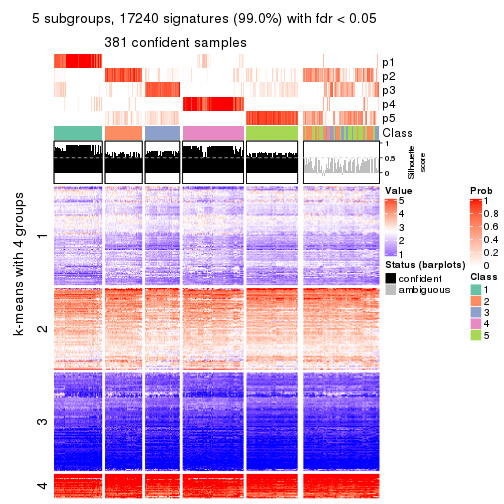 5 subgroups, 17240 signatures (99.0%) with fdr < 0.05
381 confident samples
p1
p2
p3
p4
p5
Class
1
0.5
0
Silhouette
score
k-means with 4 groups
1
2
3
4
Value
5
4
3
2
1
Status (barplots)
confident
ambiguous
Prob
1
0.8
0.6
0.4
0.2
0
Class
1
2
3
4
5